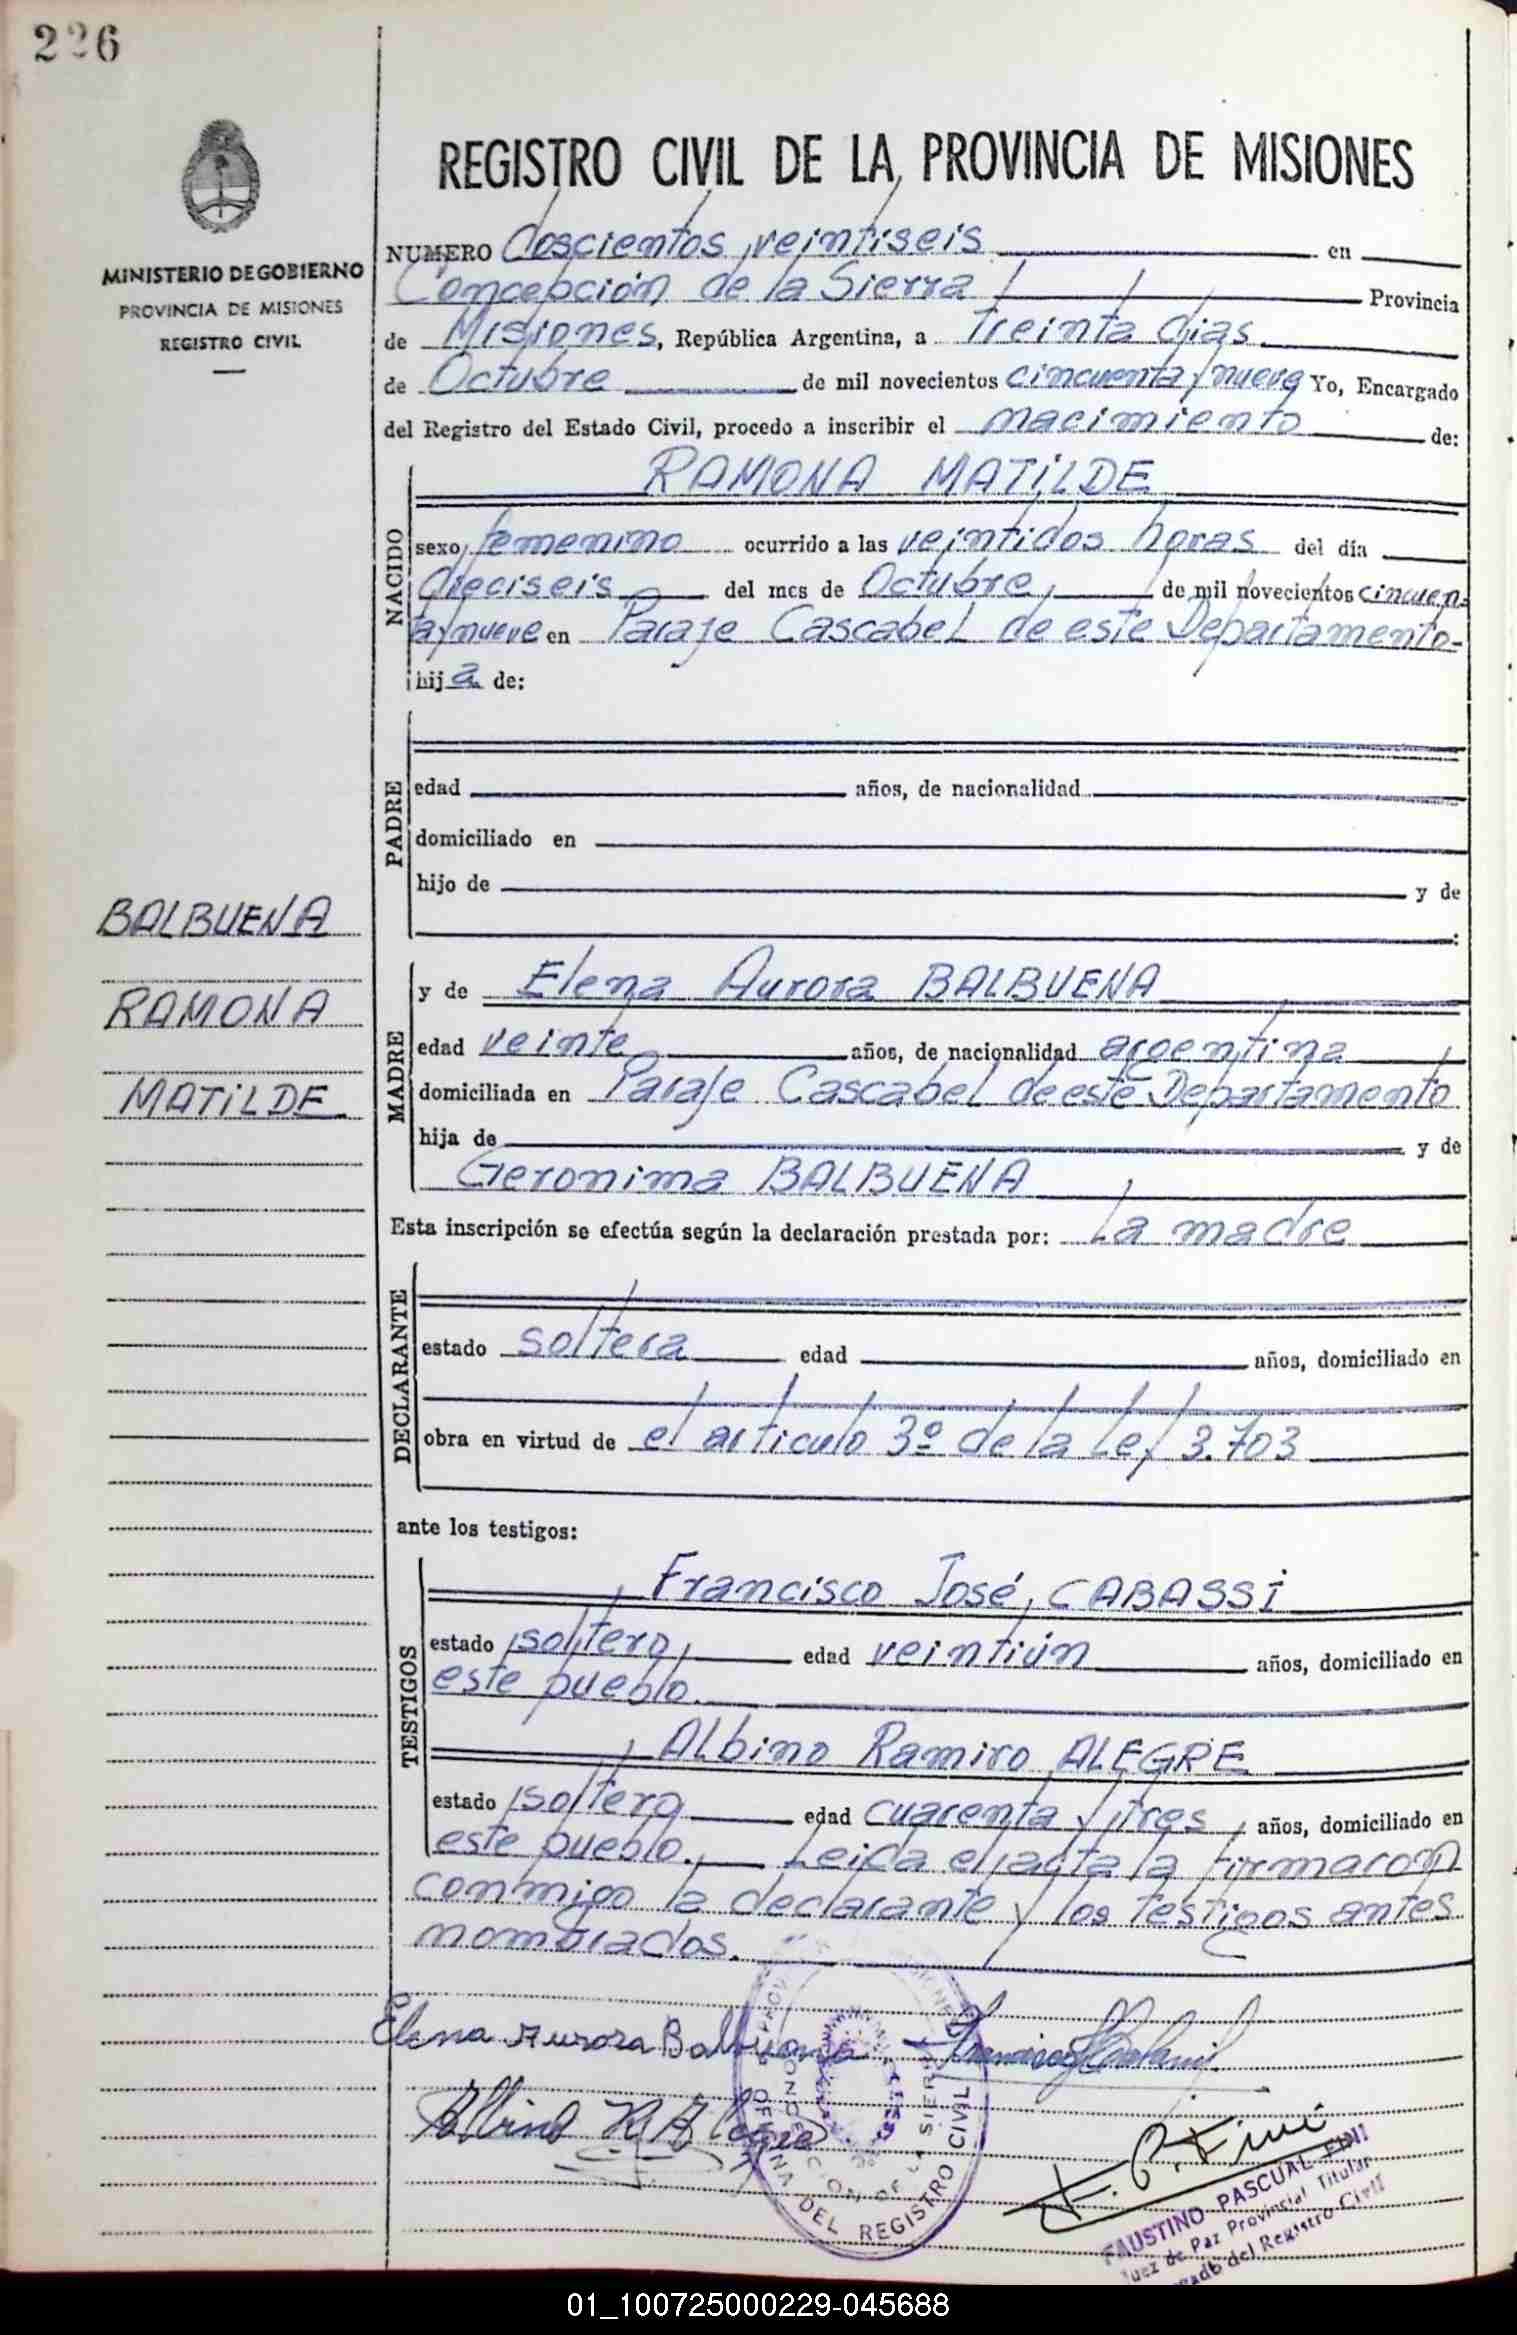 226
MINISTERIO DE GOBIERNO
PROVINCIA DE MISIONES
REGISTRO CIVIL
REGISTRO CIVIL DE LA PROVINCIA DE MISIONES
NUMERO Doscientos veintiseis en
Concepción de la Sierra Provincia
de Misiones, República Argentina, a treinta dias
de Octubre de mil novecientos cincuenta y nueve Yo, Encargado
del Registro del Estado Civil, procedo a inscribir el nacimiento de:
NACIDO
RAMONA MATILDE
sexo femenino ocurrido a las veintidos horas del día
dieciseis del mes de Octubre, de mil novecientos cincuen-
ta y nueve en Paraje Cascabel de este Departamento-
hija de:
PADRE
edad años, de nacionalidad
domiciliado en
hijo de y de
:
BALBUENA
RAMONA
MATILDE
MADRE
y de Elena Aurora BALBUENA
edad veinte años, de nacionalidad argentina
domiciliada en Paraje Cascabel de este Departamento
hija de y de
Geronima BALBUENA
Esta inscripción se efectúa según la declaración prestada por: La madre
DECLARANTE
estado soltera edad años, domiciliado en
obra en virtud de el articulo 3º de la Ley 3.703
ante los testigos:
TESTIGOS
Francisco José, CABASSI
estado soltero, edad veintiún años, domiciliado en
este pueblo.
Albino Ramiro ALEGRE
estado soltero edad cuarenta y tres, años, domiciliado en
este pueblo., Leida el acta la firmaron
conmigo la declarante y los testigos antes
nombrados.
Elena Aurora Balbuena
Francisco J.
Albino R. Alegre
OFICINA DEL REGISTRO CIVIL
CONCEPCION DE LA SIERRA
F. P. Fini
FAUSTINO PASCUAL FINI
Juez de Paz Provincial Titular
del Registro Civil
01_100725000229-045688